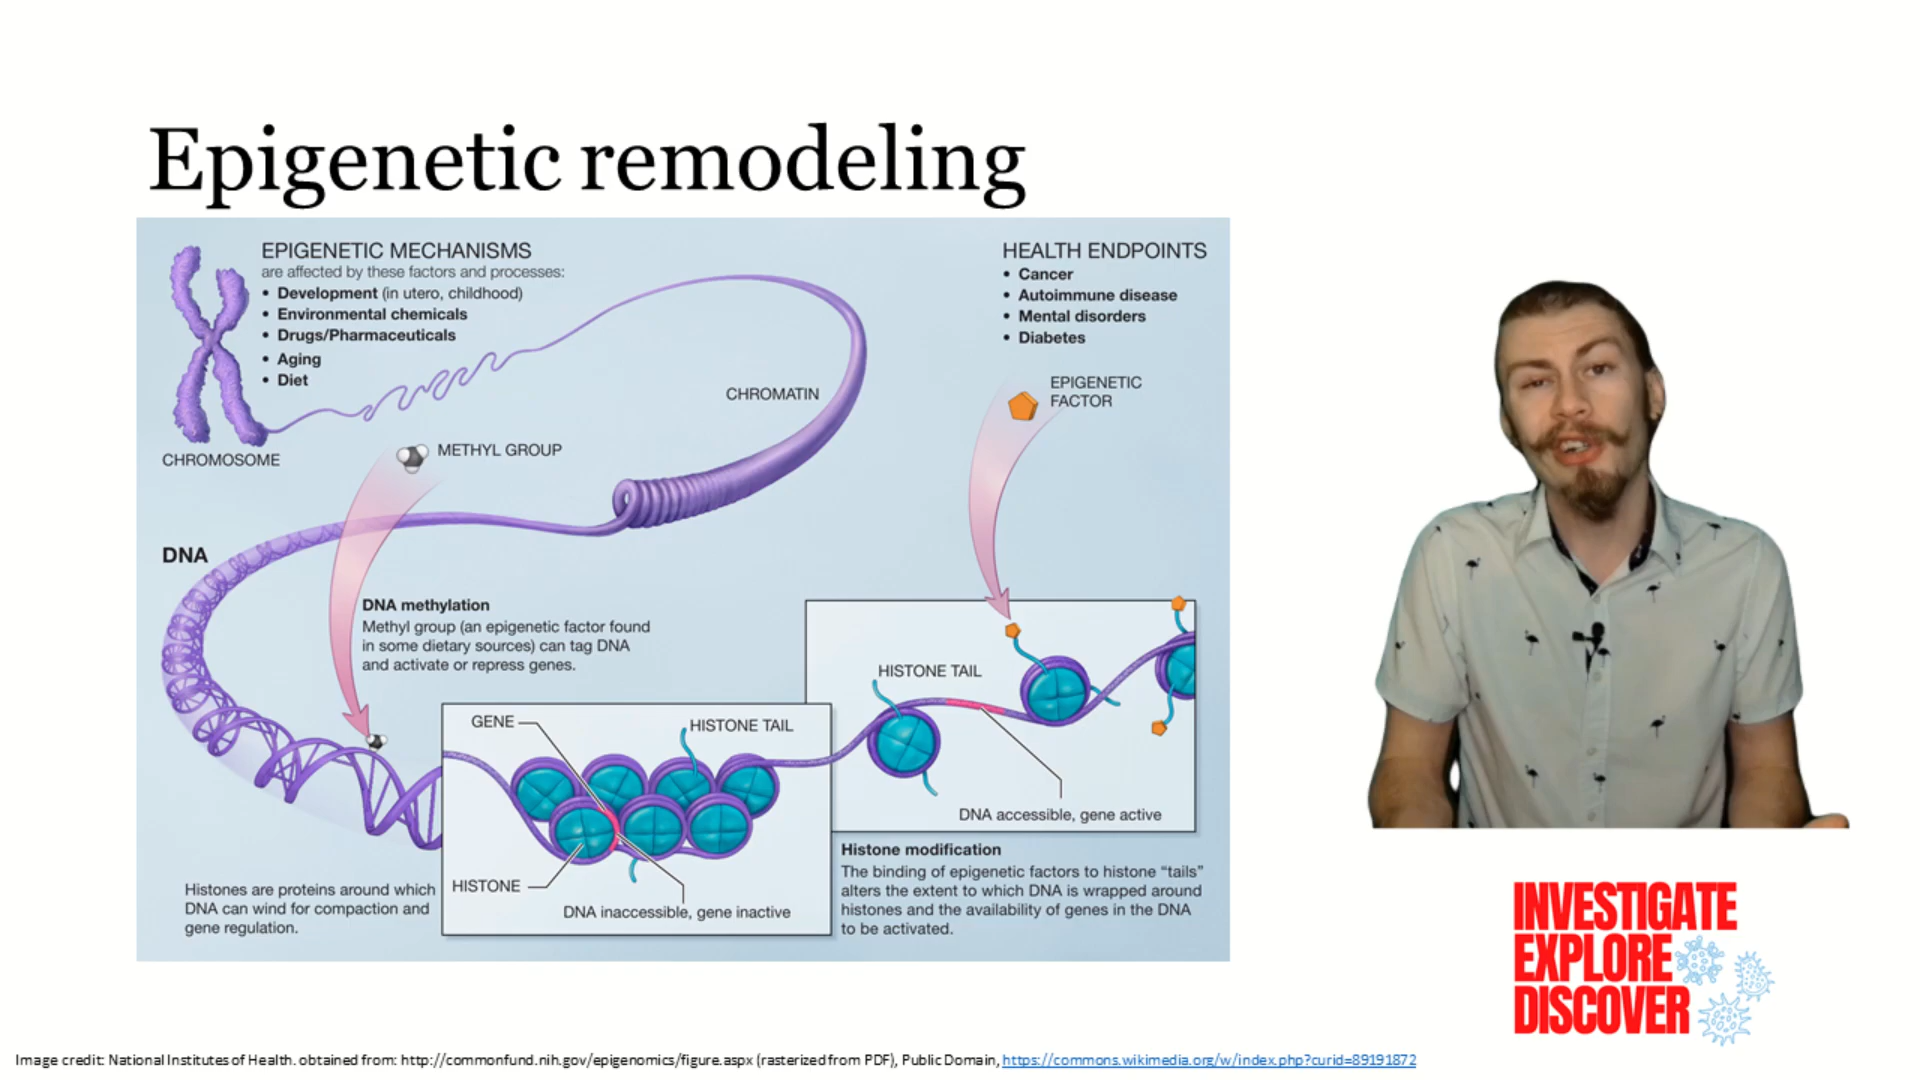 Epigenetic remodeling
EPIGENETIC MECHANISMS
are affected by these factors and processes:
• Development (in utero, childhood)
• Environmental chemicals
• Drugs/Pharmaceuticals
• Aging
• Diet
HEALTH ENDPOINTS
• Cancer
• Autoimmune disease
• Mental disorders
• Diabetes
EPIGENETIC
FACTOR
CHROMATIN
METHYL GROUP
CHROMOSOME
DNA
DNA methylation
Methyl group (an epigenetic factor found
in some dietary sources) can tag DNA
and activate or repress genes.
HISTONE TAIL
GENE
HISTONE TAIL
DNA accessible, gene active
HISTONE
DNA inaccessible, gene inactive
Histones are proteins around which
DNA can wind for compaction and
gene regulation.
Histone modification
The binding of epigenetic factors to histone “tails”
alters the extent to which DNA is wrapped around
histones and the availability of genes in the DNA
to be activated.
INVESTIGATE
EXPLORE
DISCOVER
Image credit: National Institutes of Health. obtained from: http://commonfund.nih.gov/epigenomics/figure.aspx (rasterized from PDF), Public Domain, https://commons.wikimedia.org/w/index.php?curid=89191872